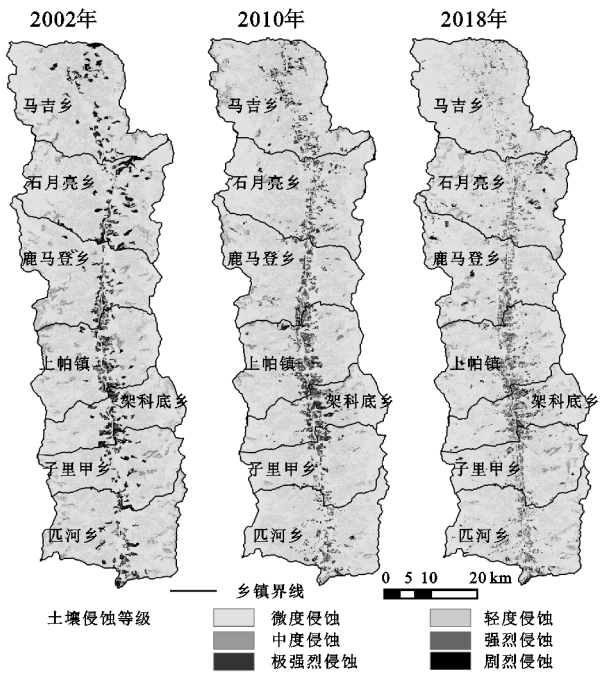 2002年 2010年 2018年
马吉乡 马吉乡 马吉乡
石月亮乡 石月亮乡 石月亮乡
鹿马登乡 鹿马登乡 鹿马登乡
上帕镇 上帕镇 上帕镇
架科底乡 架科底乡 架科底乡
子里甲乡 子里甲乡 子里甲乡
匹河乡 匹河乡 匹河乡
乡镇界线 0 5 10 20 km
土壤侵蚀等级 微度侵蚀 轻度侵蚀
中度侵蚀 强烈侵蚀
极强烈侵蚀 剧烈侵蚀